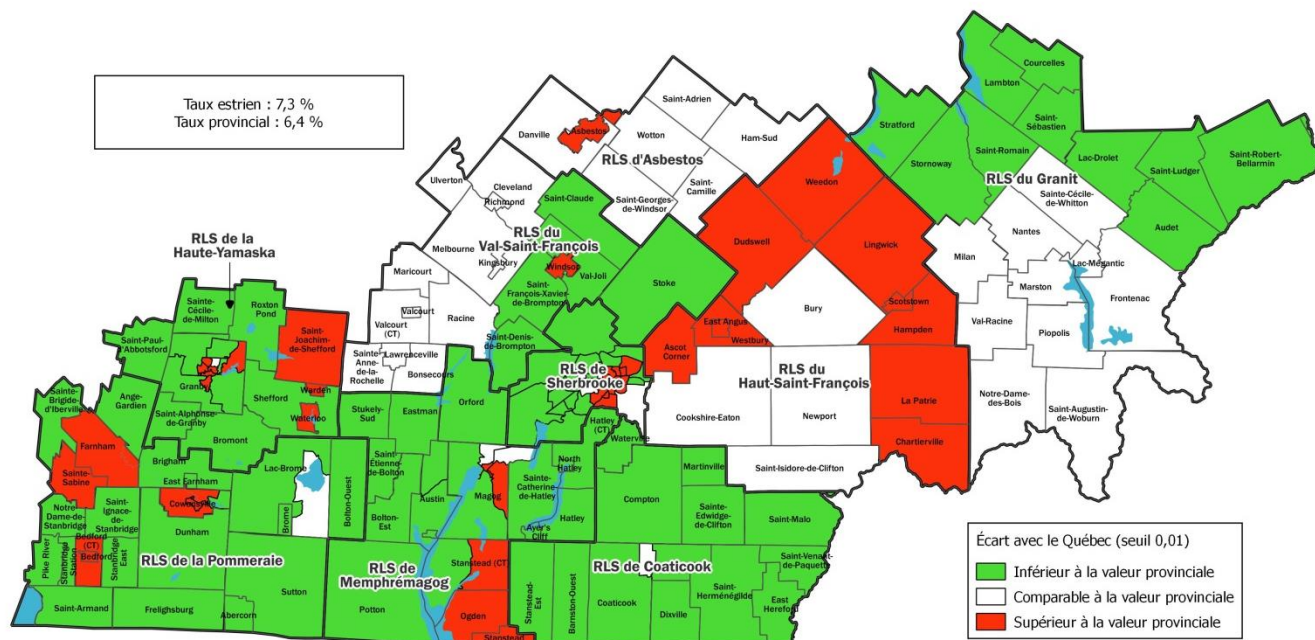 Taux estrien : 7,3 %
Taux provincial : 6,4 %
Courcelles
Lambton
Saint-
Sébastien
Saint-Adrien
Danville
Asbestos
Wotton
Ham-Sud
RLS d'Asbestos
Stratford
Stornoway
Saint-Romain
Lac-Drolet
Saint-Ludger
Saint-Robert-
Bellarmin
RLS du Granit
Audet
Sainte-Cécile-
de-Whitton
Nantes
Milan
Lac-Mégantic
Marston
Frontenac
Val-Racine
Piopolis
Notre-Dame-
des-Bois
Saint-Augustin-
de-Woburn
Ulverton
Cleveland
Richmond
Saint-Camille
Saint-Georges-
de-Windsor
Saint-Claude
Melbourne
Kingsbury
RLS du
Val-Saint-François
Windsor
Val-Joli
Saint-
François-Xavier-
de-Brompton
Saint-Denis-
de-Brompton
Stoke
Maricourt
Valcourt
Valcourt (CT)
Racine
Sainte-
Anne-
de-la-
Rochelle
Lawrenceville
Bonsecours
Weedon
Dudswell
Lingwick
Bury
Scotstown
Hampden
East Angus
Westbury
Ascot
Corner
RLS du
Haut-Saint-François
Cookshire-Eaton
Newport
La Patrie
Chartierville
Saint-Isidore-de-Clifton
RLS de la
Haute-Yamaska
Sainte-
Cécile-
de-Milton
Roxton
Pond
Saint-
Joachim-
de-Shefford
Saint-Paul-
d'Abbotsford
Granby
Warden
Shefford
Waterloo
Saint-Alphonse-
de-Granby
Bromont
Sainte-
Brigide-
d'Iberville
Ange-
Gardien
Farnham
Sainte-
Sabine
Brigham
East Farnham
Lac-Brome
Cowansville
Notre Dame-de-
Stanbridge
Saint-
Ignace-
de-
Stanbridge
Bedford
(CT)
Bedford
Dunham
Brome
Bolton-Ouest
Pike River
Stanbridge
Station
Stanbridge
East
RLS de la Pommeraie
Sutton
Saint-Armand
Frelighsburg
Abercorn
RLS de
Sherbrooke
Orford
Eastman
Stukely-
Sud
Saint-
Étienne-
de-Bolton
Austin
Bolton-
Est
Magog
Hatley
(CT)
Waterville
North
Hatley
Sainte-
Catherine-
de-Hatley
Ayer's
Cliff
Hatley
Stanstead (CT)
RLS de
Memphrémagog
Potton
Ogden
Stanstead
Martinville
Compton
Sainte-
Edwidge-
de-Clifton
Saint-Malo
RLS de Coaticook
Stanstead-
Est
Barnston-Ouest
Coaticook
Dixville
Saint-
Herménégilde
Saint-Venant-
de-Paquette
East
Hereford
Écart avec le Québec (seuil 0,01)
Inférieur à la valeur provinciale
Comparable à la valeur provinciale
Supérieur à la valeur provinciale